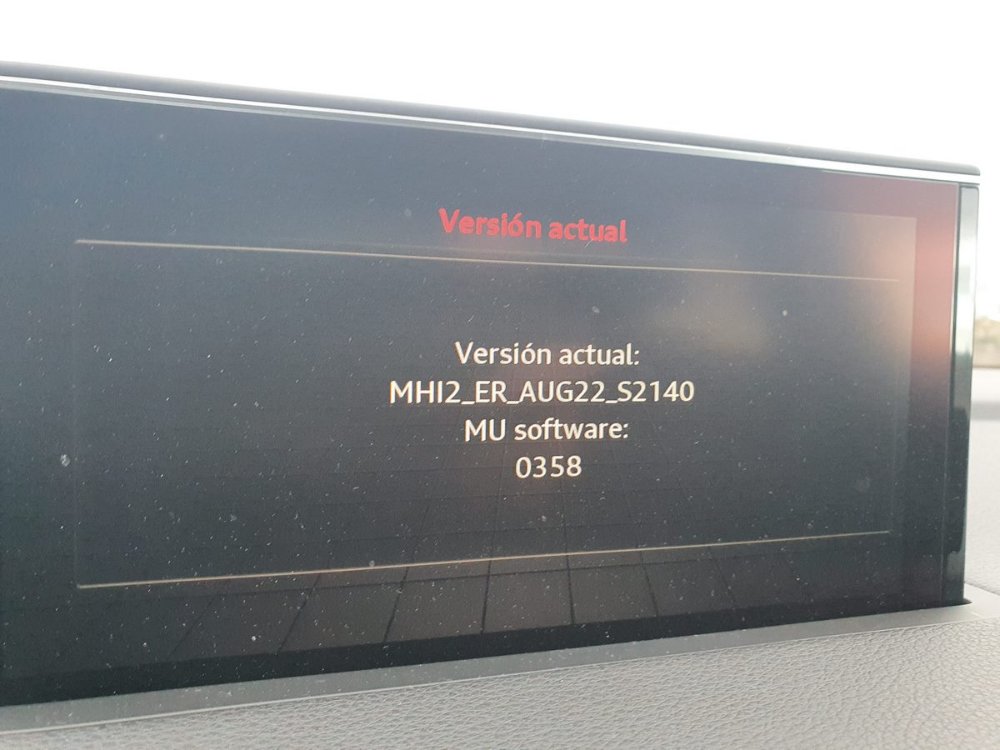 Versión actual
Versión actual:
MHI2_ER_AUG22_S2140
MU software:
0358